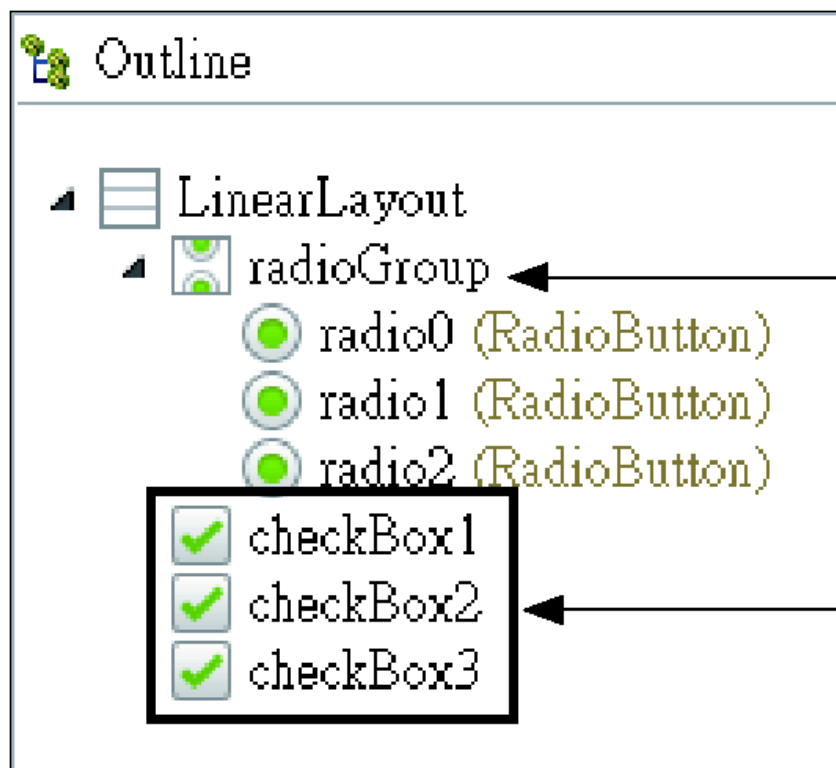 Outline
LinearLayout
radioGroup
radio0 (RadioButton)
radio1 (RadioButton)
radio2 (RadioButton)
checkBox1
checkBox2
checkBox3